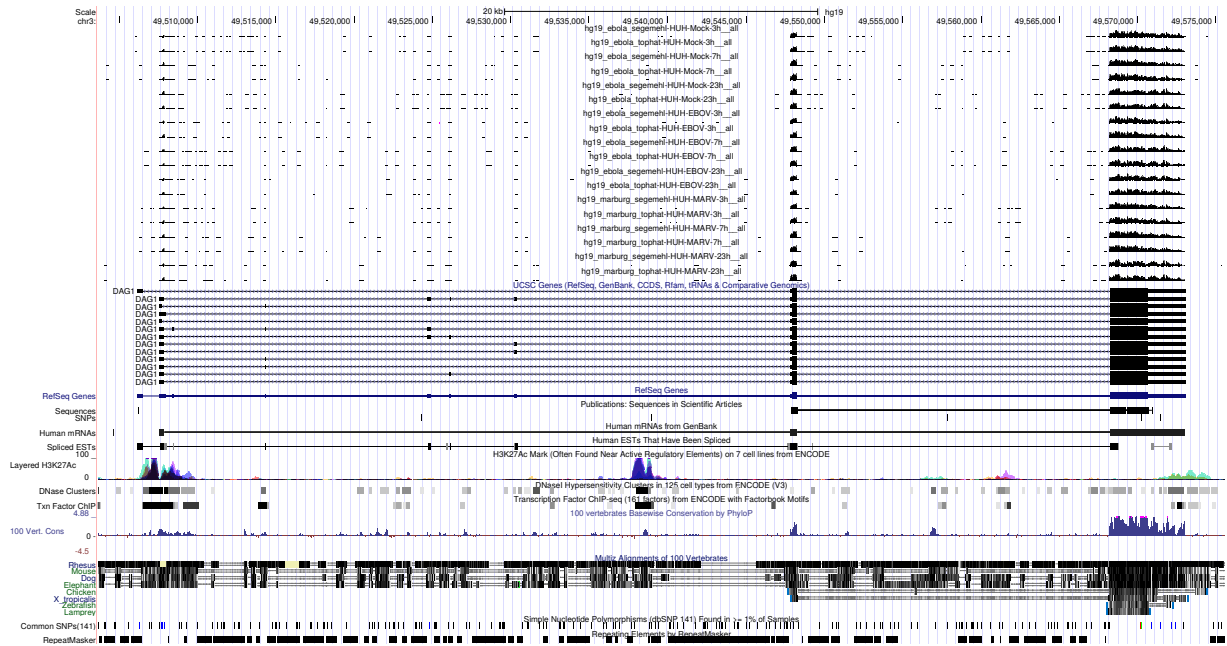 Scale 20 kb hg19
chr3: 49,510,000 49,515,000 49,520,000 49,525,000 49,530,000 49,535,000 49,540,000 49,545,000 49,550,000 49,555,000 49,560,000 49,565,000 49,570,000 49,575,000
hg19_ebola_segemehl-HUH-Mock-3h__all
hg19_ebola_tophat-HUH-Mock-3h__all
hg19_ebola_segemehl-HUH-Mock-7h__all
hg19_ebola_tophat-HUH-Mock-7h__all
hg19_ebola_segemehl-HUH-Mock-23h__all
hg19_ebola_tophat-HUH-Mock-23h__all
hg19_ebola_segemehl-HUH-EBOV-3h__all
hg19_ebola_tophat-HUH-EBOV-3h__all
hg19_ebola_segemehl-HUH-EBOV-7h__all
hg19_ebola_tophat-HUH-EBOV-7h__all
hg19_ebola_segemehl-HUH-EBOV-23h__all
hg19_ebola_tophat-HUH-EBOV-23h__all
hg19_marburg_segemehl-HUH-MARV-3h__all
hg19_marburg_tophat-HUH-MARV-3h__all
hg19_marburg_segemehl-HUH-MARV-7h__all
hg19_marburg_tophat-HUH-MARV-7h__all
hg19_marburg_segemehl-HUH-MARV-23h__all
hg19_marburg_tophat-HUH-MARV-23h__all
UCSC Genes (RefSeq, GenBank, CCDS, Rfam, tRNAs & Comparative Genomics)
DAG1
DAG1
DAG1
DAG1
DAG1
DAG1
DAG1
DAG1
DAG1
DAG1
DAG1
DAG1
DAG1
RefSeq Genes
RefSeq Genes
Publications: Sequences in Scientific Articles
Sequences
SNPs
Human mRNAs from GenBank
Human mRNAs
Human ESTs That Have Been Spliced
Spliced ESTs
H3K27Ac Mark (Often Found Near Active Regulatory Elements) on 7 cell lines from ENCODE
100
Layered H3K27Ac
0
DNaseI Hypersensitivity Clusters in 125 cell types from ENCODE (V3)
DNase Clusters
Transcription Factor ChIP-seq (161 factors) from ENCODE with Factorbook Motifs
Txn Factor ChIP
100 vertebrates Basewise Conservation by PhyloP
4.88
100 Vert. Cons
0
-4.5
Multiz Alignments of 100 Vertebrates
Rhesus
Mouse
Dog
Elephant
Chicken
X_tropicalis
Zebrafish
Lamprey
Simple Nucleotide Polymorphisms (dbSNP 141) Found in >= 1% of Samples
Common SNPs(141)
Repeating Elements by RepeatMasker
RepeatMasker